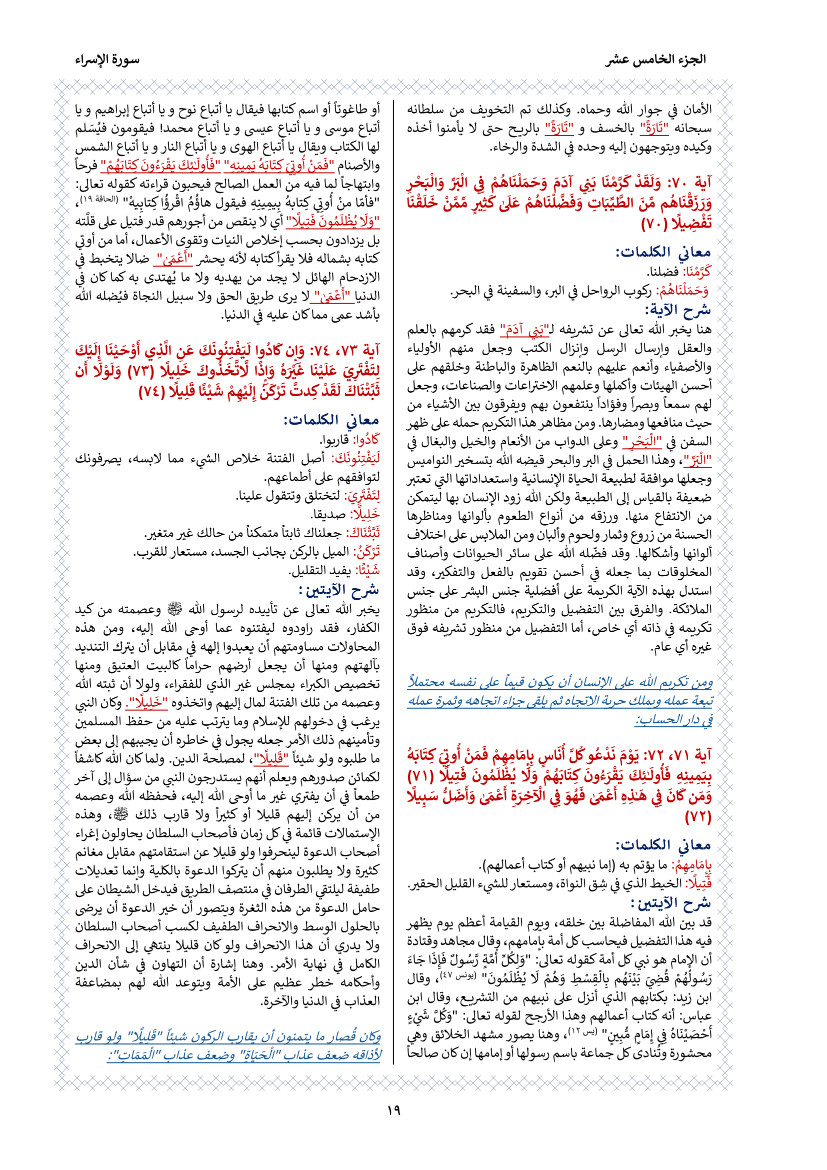 الجزء الخامس عشر
سورة الإسراء
الأمان في جوار الله وحماه. وكذلك تم التخويف من سلطانه
سبحانه "تَارَةً" بالخسف و "تَارَةً" بالريح حتى لا يأمنوا أخذه
وكيده ويتوجهون إليه وحده في الشدة والرخاء.
آية ٧٠: وَلَقَدْ كَرَّمْنَا بَنِي آدَمَ وَحَمَلْنَاهُمْ فِي الْبَرِّ وَالْبَحْرِ
وَرَزَقْنَاهُم مِّنَ الطَّيِّبَاتِ وَفَضَّلْنَاهُمْ عَلَىٰ كَثِيرٍ مِّمَّنْ خَلَقْنَا
تَفْضِيلًا (٧٠)
معاني الكلمات:
كَرَّمْنَا: فضلنا.
وَحَمَلْنَاهُمْ: ركوب الرواحل في البر، والسفينة في البحر.
شرح الآية:
هنا يخبر الله تعالى عن تشريفه لـ"بَنِي آدَمَ" فقد كرمهم بالعلم
والعقل وإرسال الرسل وإنزال الكتب وجعل منهم الأولياء
والأصفياء وأنعم عليهم بالنعم الظاهرة والباطنة وخلقهم على
أحسن الهيئات وأكملها وعلمهم الاختراعات والصناعات، وجعل
لهم سمعاً وبصراً وفؤاداً ينتفعون بهم ويفرقون بين الأشياء من
حيث منافعها ومضارها. ومن مظاهر هذا التكريم حمله على ظهر
السفن في "الْبَحْرِ" وعلى الدواب من الأنعام والخيل والبغال في
"الْبَرِّ"، وهذا الحمل في البر والبحر قيضه الله بتسخير النواميس
وجعلها موافقة لطبيعة الحياة الإنسانية واستعداداتها التي تعتبر
ضعيفة بالقياس إلى الطبيعة ولكن الله زود الإنسان بها ليتمكن
من الانتفاع منها. ورزقه من أنواع الطعوم بألوانها ومناظرها
الحسنة من زروع وثمار ولحوم وألبان ومن الملابس على اختلاف
ألوانها وأشكالها. وقد فضّله الله على سائر الحيوانات وأصناف
المخلوقات بما جعله في أحسن تقويم بالفعل والتفكير، وقد
استدل بهذه الآية الكريمة على أفضلية جنس البشر على جنس
الملائكة. والفرق بين التفضيل والتكريم، فالتكريم من منظور
تكريمه في ذاته أي خاص، أما التفضيل من منظور تشريفه فوق
غيره أي عام.
ومن تكريم الله على الإنسان أن يكون قيماً على نفسه محتملاً
تبعة عمله ويملك حرية الاتجاه ثم يلقى جزاء اتجاهه وثمرة عمله
في دار الحساب:
آية ٧١، ٧٢: يَوْمَ نَدْعُو كُلَّ أُنَاسٍ بِإِمَامِهِمْ فَمَنْ أُوتِيَ كِتَابَهُ
بِيَمِينِهِ فَأُولَئِكَ يَقْرَءُونَ كِتَابَهُمْ وَلَا يُظْلَمُونَ فَتِيلًا (٧١)
وَمَن كَانَ فِي هَذِهِ أَعْمَىٰ فَهُوَ فِي الْآخِرَةِ أَعْمَىٰ وَأَضَلُّ سَبِيلًا
(٧٢)
معاني الكلمات:
بِإِمَامِهِمْ: ما يؤتم به (إما نبيهم أو كتاب أعمالهم).
فَتِيلًا: الخيط الذي في شِق النواة، ومستعار للشيء القليل الحقير.
شرح الآيتين:
قد بين الله المفاضلة بين خلقه، ويوم القيامة أعظم يوم يظهر
فيه هذا التفضيل فيحاسب كل أمة بإمامهم، وقال مجاهد وقتادة
أن الإمام هو نبي كل أمة كقوله تعالى: "وَلِكُلِّ أُمَّةٍ رَّسُولٌ فَإِذَا جَاءَ
رَسُولُهُمْ قُضِيَ بَيْنَهُم بِالْقِسْطِ وَهُمْ لَا يُظْلَمُونَ" (يونس ٤٧)، وقال
ابن زيد: بكتابهم الذي أنزل على نبيهم من التشريع، وقال ابن
عباس: أنه كتاب أعمالهم وهذا الأرجح لقوله تعالى: "وَكُلَّ شَيْءٍ
أَحْصَيْنَاهُ فِي إِمَامٍ مُّبِينٍ" (يس ١٢)، وهنا يصور مشهد الخلائق وهي
محشورة وتُنادى كل جماعة باسم رسولها أو إمامها إن كان صالحاً
أو طاغوتاً أو اسم كتابها فيقال يا أتباع نوح و يا أتباع إبراهيم و يا
أتباع موسى و يا أتباع عيسى و يا أتباع محمد! فيقومون فيُسَلم
لها الكتاب ويقال يا أتباع الهوى و يا أتباع النار و يا أتباع الشمس
والأصنام "فَمَنْ أُوتِيَ كِتَابَهُ بِيَمِينِهِ" "فَأُولَئِكَ يَقْرَءُونَ كِتَابَهُمْ" فرحاً
وابتهاجاً لما فيه من العمل الصالح فيحبون قراءته كقوله تعالى:
"فأمّا منْ أُوتي كِتابهُ بِيمِينِهِ فيقول هاؤُمُ اقْرؤُا كِتابِيهْ" (الحاقة ١٩)،
"وَلَا يُظْلَمُونَ فَتِيلًا" أي لا ينقص من أجورهم قدر فتيل على قلّته
بل يزدادون بحسب إخلاص النيات وتقوى الأعمال، أما من أوتي
كتابه بشماله فلا يقرأ كتابه لأنه يحشر "أَعْمَىٰ" ضالا يتخبط في
الازدحام الهائل لا يجد من يهديه ولا ما يُهتدى به كما كان في
الدنيا "أَعْمَىٰ" لا يرى طريق الحق ولا سبيل النجاة فيُضله الله
بأشد عمى مما كان عليه في الدنيا.
آية ٧٣، ٧٤: وَإِن كَادُوا لَيَفْتِنُونَكَ عَنِ الَّذِي أَوْحَيْنَا إِلَيْكَ
لِتَفْتَرِيَ عَلَيْنَا غَيْرَهُ وَإِذًا لَّاتَّخَذُوكَ خَلِيلًا (٧٣) وَلَوْلَا أَن
ثَبَّتْنَاكَ لَقَدْ كِدتَّ تَرْكَنُ إِلَيْهِمْ شَيْئًا قَلِيلًا (٧٤)
معاني الكلمات:
كَادُوا: قاربوا.
لَيَفْتِنُونَكَ: أصل الفتنة خلاص الشيء مما لابسه، يصرفونك
لتوافقهم على أطماعهم.
لِتَفْتَرِيَ: لتختلق وتتقول علينا.
خَلِيلًا: صديقا.
ثَبَّتْنَاكَ: جعلناك ثابتاً متمكناً من حالك غير متغير.
تَرْكَنُ: الميل بالركن بجانب الجسد، مستعار للقرب.
شَيْئًا: يفيد التقليل.
شرح الآيتين:
يخبر الله تعالى عن تأييده لرسول الله ﷺ وعصمته من كيد
الكفار، فقد راودوه ليفتنوه عما أوحى الله إليه، ومن هذه
المحاولات مساومتهم أن يعبدوا إلهه في مقابل أن يترك التنديد
بآلهتهم ومنها أن يجعل أرضهم حراماً كالبيت العتيق ومنها
تخصيص الكبراء بمجلس غير الذي للفقراء، ولولا أن ثبته الله
وعصمه من تلك الفتنة لمال إليهم واتخذوه "خَلِيلًا". وكان النبي
يرغب في دخولهم للإسلام وما يترتب عليه من حفظ المسلمين
وتأمينهم ذلك الأمر جعله يجول في خاطره أن يجيبهم إلى بعض
ما طلبوه ولو شيئاً "قَلِيلًا"، لمصلحة الدين. ولما كان الله كاشفاً
لكمائن صدورهم ويعلم أنهم يستدرجون النبي من سؤال إلى آخر
طمعاً في أن يفتري غير ما أوحى الله إليه، فحفظه الله وعصمه
من أن يركن إليهم قليلا أو كثيراً ولا قارب ذلك ﷺ، وهذه
الإستمالات قائمة في كل زمان فأصحاب السلطان يحاولون إغراء
أصحاب الدعوة لينحرفوا ولو قليلا عن استقامتهم مقابل مغانم
كثيرة ولا يطلبون منهم أن يتركوا الدعوة بالكلية وإنما تعديلات
طفيفة ليلتقي الطرفان في منتصف الطريق فيدخل الشيطان على
حامل الدعوة من هذه الثغرة ويتصور أن خير الدعوة أن يرضى
بالحلول الوسط والانحراف الطفيف لكسب أصحاب السلطان
ولا يدري أن هذا الانحراف ولو كان قليلا ينتهي إلى الانحراف
الكامل في نهاية الأمر. وهنا إشارة أن التهاون في شأن الدين
وأحكامه خطر عظيم على الأمة ويتوعد الله لهم بمضاعفة
العذاب في الدنيا والآخرة.
وكان قُصار ما يتمنون أن يقارب الركون شيئاً "قَلِيلًا" ولو قارب
لأذاقه ضعف عذاب "الْحَيَاةِ" وضعف عذاب "الْمَمَاتِ":
١٩